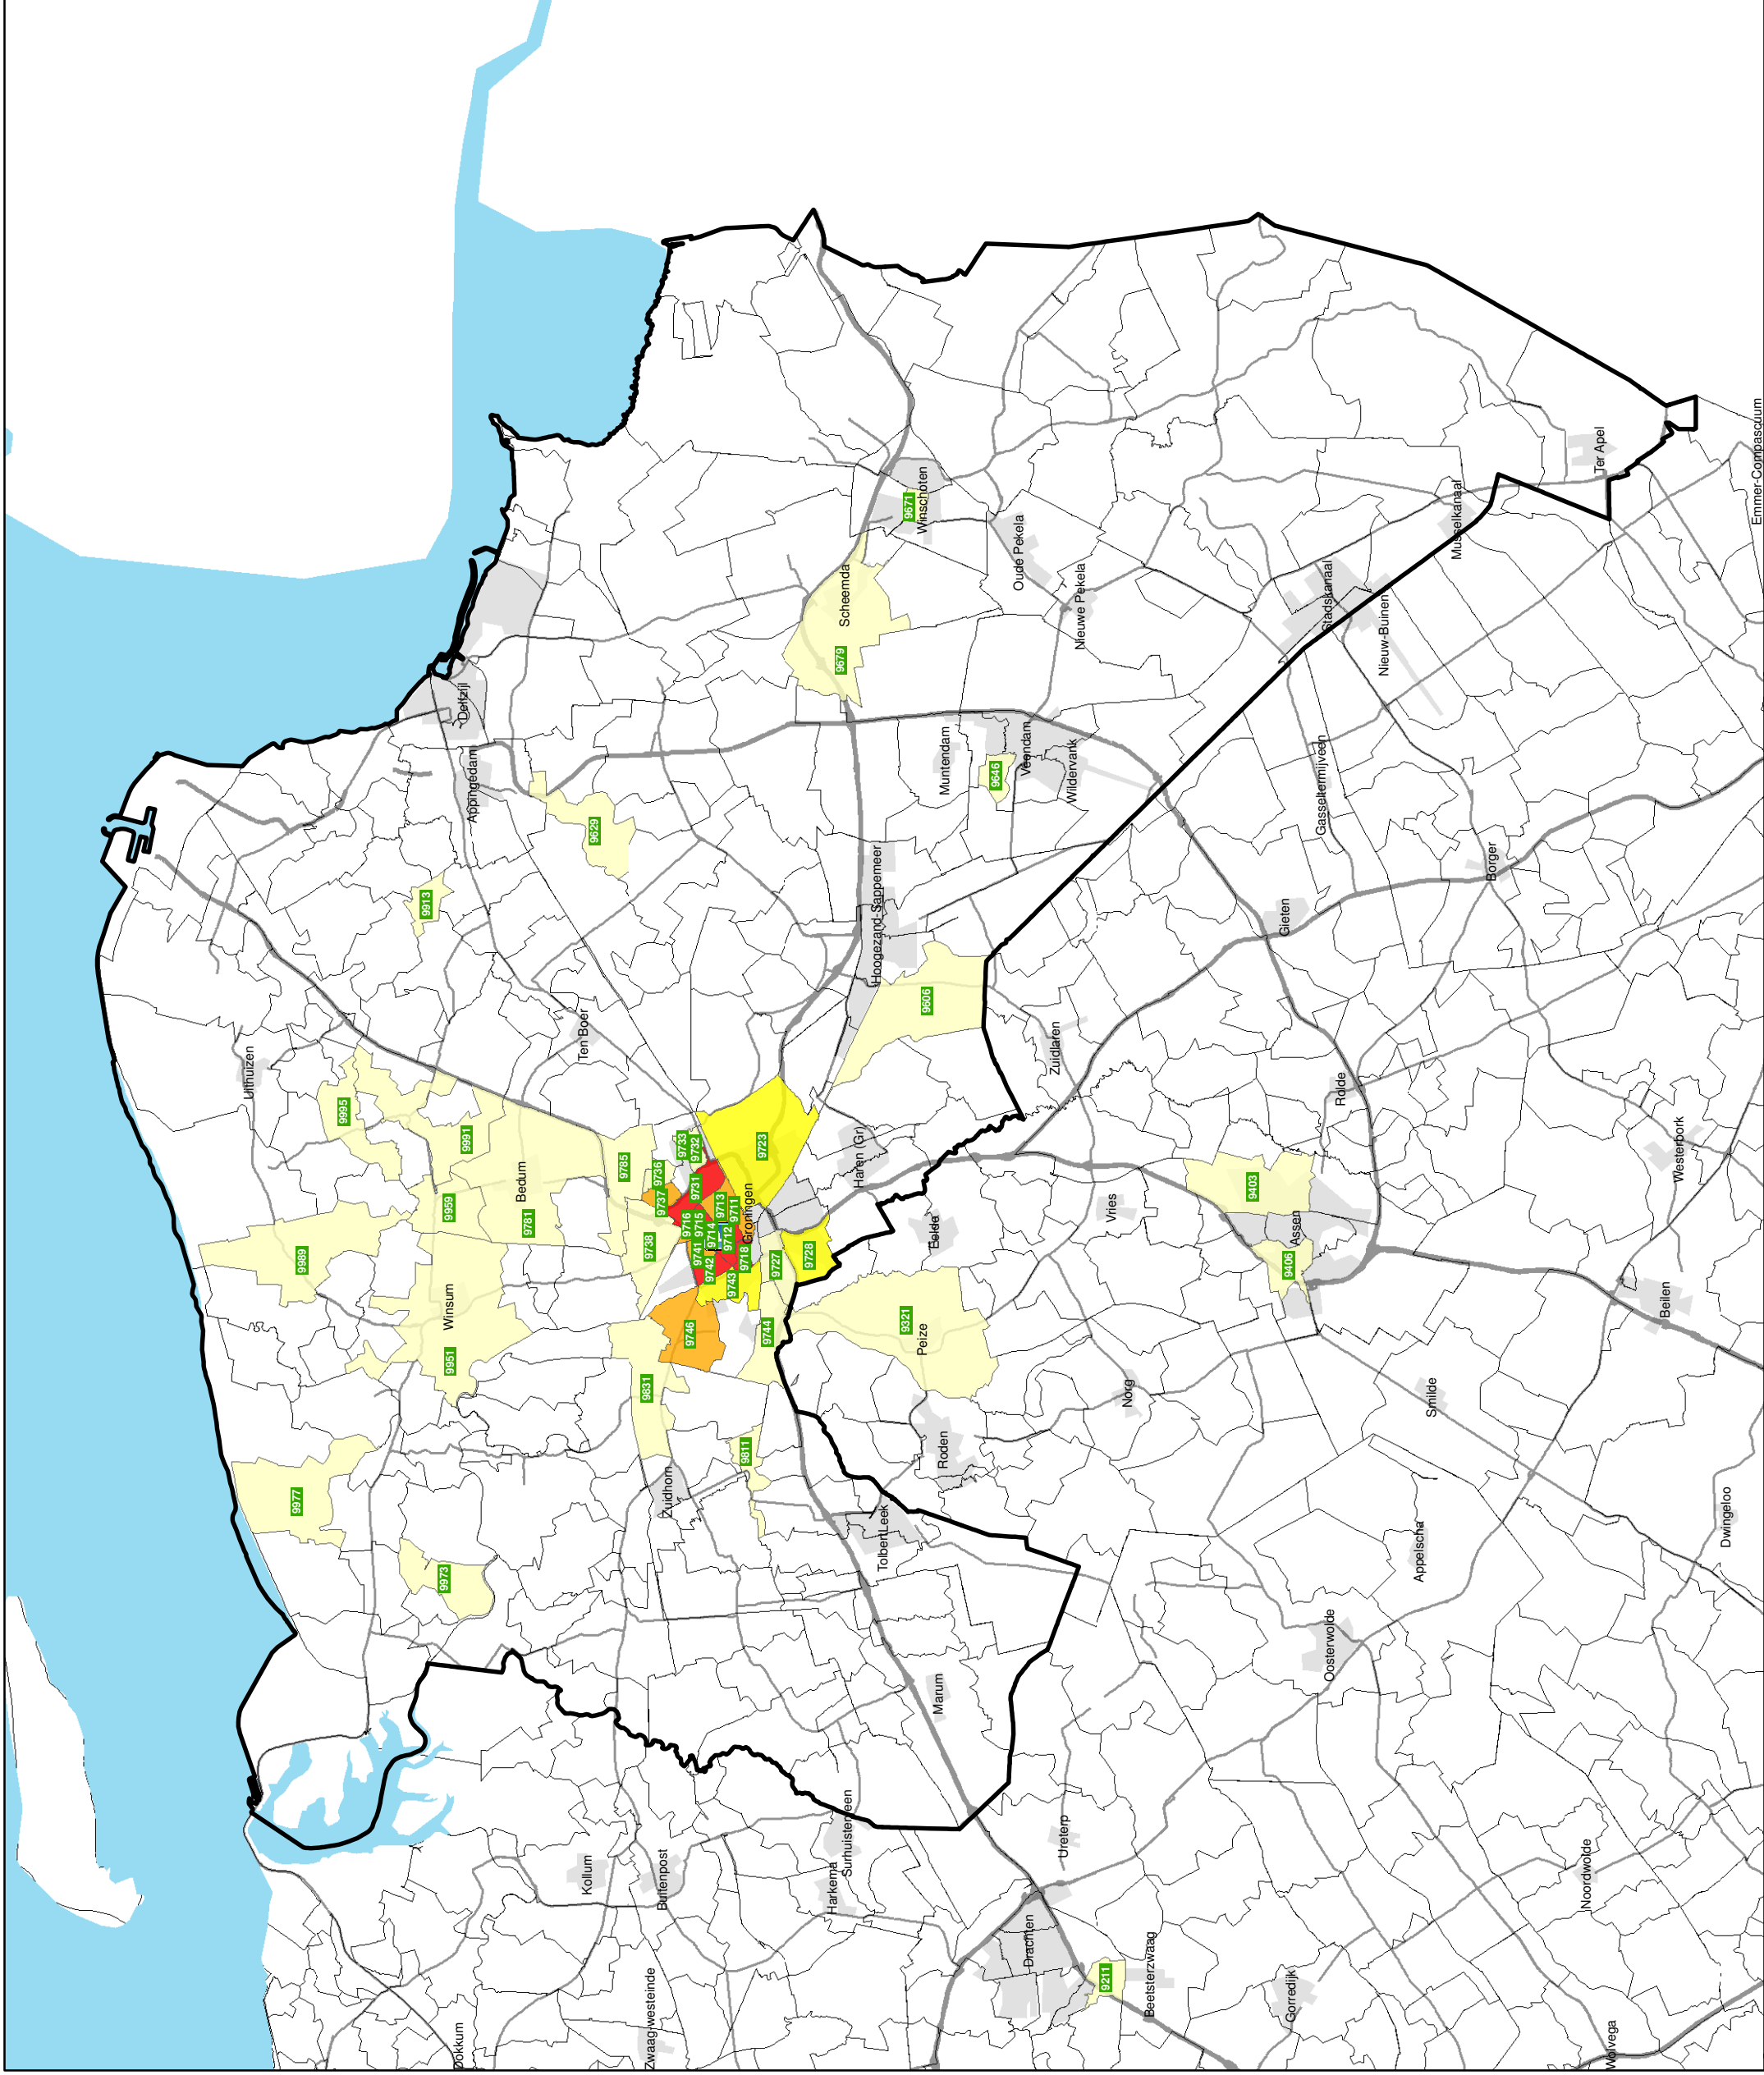 Uithuizen
9995
9989
9977
9913
Delfzijl
Appingedam
9991
9959
Bedum
9781
Winsum
9951
9973
9629
Ten Boer
9785
9738
9733
9732
9736
9737
9731
9716
9715
9713
9711
9714
9712
9741
9742
9718
9743
Groningen
9723
9727
9728
9744
9746
9831
9811
Zuidhorn
Scheemda
9679
9671
Winschoten
Oude Pekela
Nieuwe Pekela
Muntendam
9646
Veendam
Wildervank
Hoogezand-Sappemeer
9606
Haren (Gr)
Zuidlaren
Eelde
Vries
9321
Peize
Roden
Norg
Leek
Tolbert
Marum
Kollum
Buitenpost
Harkema
Surhuisterveen
Ureterp
Drachten
9211
Beetsterzwaag
Gorredijk
Dokkum
Zwaag-westeinde
Stadskanaal
Musselkanaal
Ter Apel
Nieuw-Buinen
Gasselternijveen
Borger
Gieten
Rolde
9403
Assen
9406
Westerbork
Beilen
Smilde
Appelscha
Oosterwolde
Dwingeloo
Noordwolde
Wolvega
Emmer-Compascuum